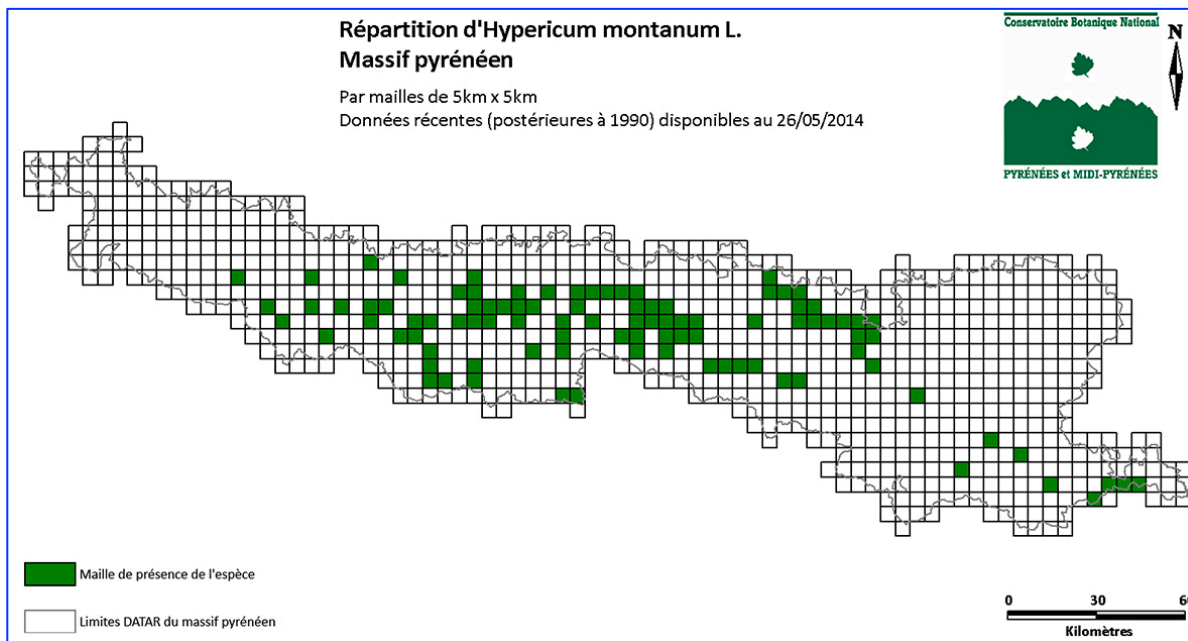 Répartition d'Hypericum montanum L.
Massif pyrénéen
Par mailles de 5km x 5km
Données récentes (postérieures à 1990) disponibles au 26/05/2014
Conservatoire Botanique National
PYRÉNÉES et MIDI-PYRÉNÉES
N
Maille de présence de l'espèce
Limites DATAR du massif pyrénéen
0 30 60
Kilomètres